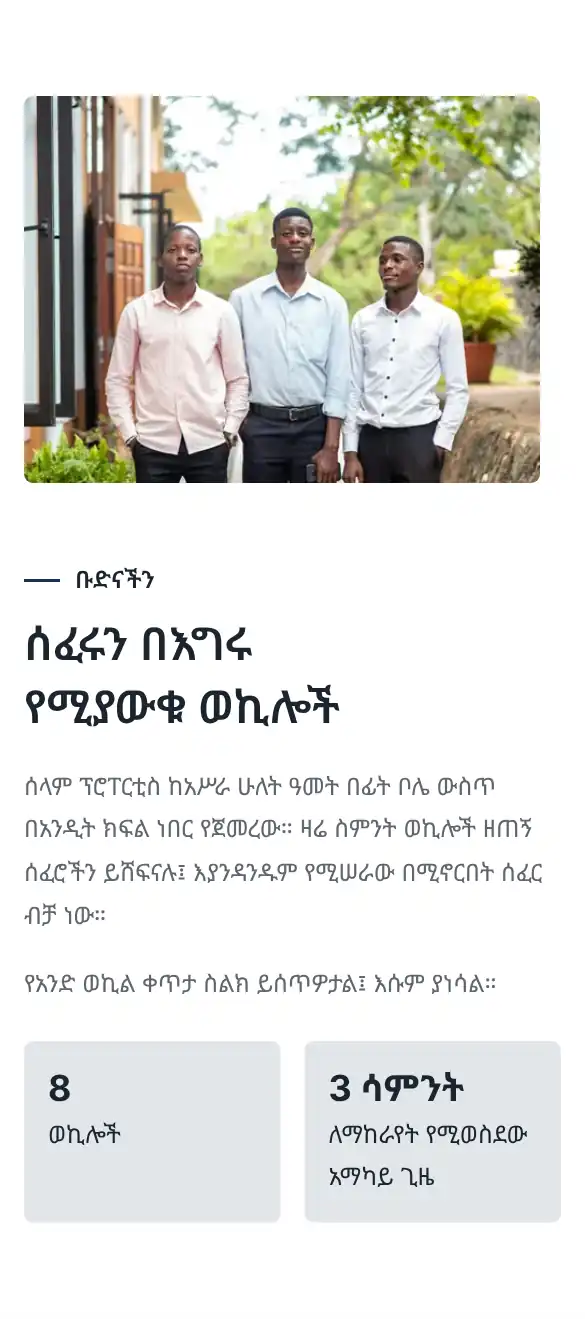 ቡድናችን
ሰፈሩን በእግሩ
የሚያውቁ ወኪሎች
ሰላም ፕሮፐርቲስ ከአሥራ ሁለት ዓመት በፊት ቦሌ ውስጥ
በአንዲት ክፍል ነበር የጀመረው። ዛሬ ስምንት ወኪሎች ዘጠኝ
ሰፈሮችን ይሸፍናሉ፤ እያንዳንዱም የሚሠራው በሚኖርበት ሰፈር
ብቻ ነው።
የአንድ ወኪል ቀጥታ ስልክ ይሰጥዎታል፤ እሱም ያነሳል።
8
ወኪሎች
3 ሳምንት
ለማከራየት የሚወስደው
አማካይ ጊዜ